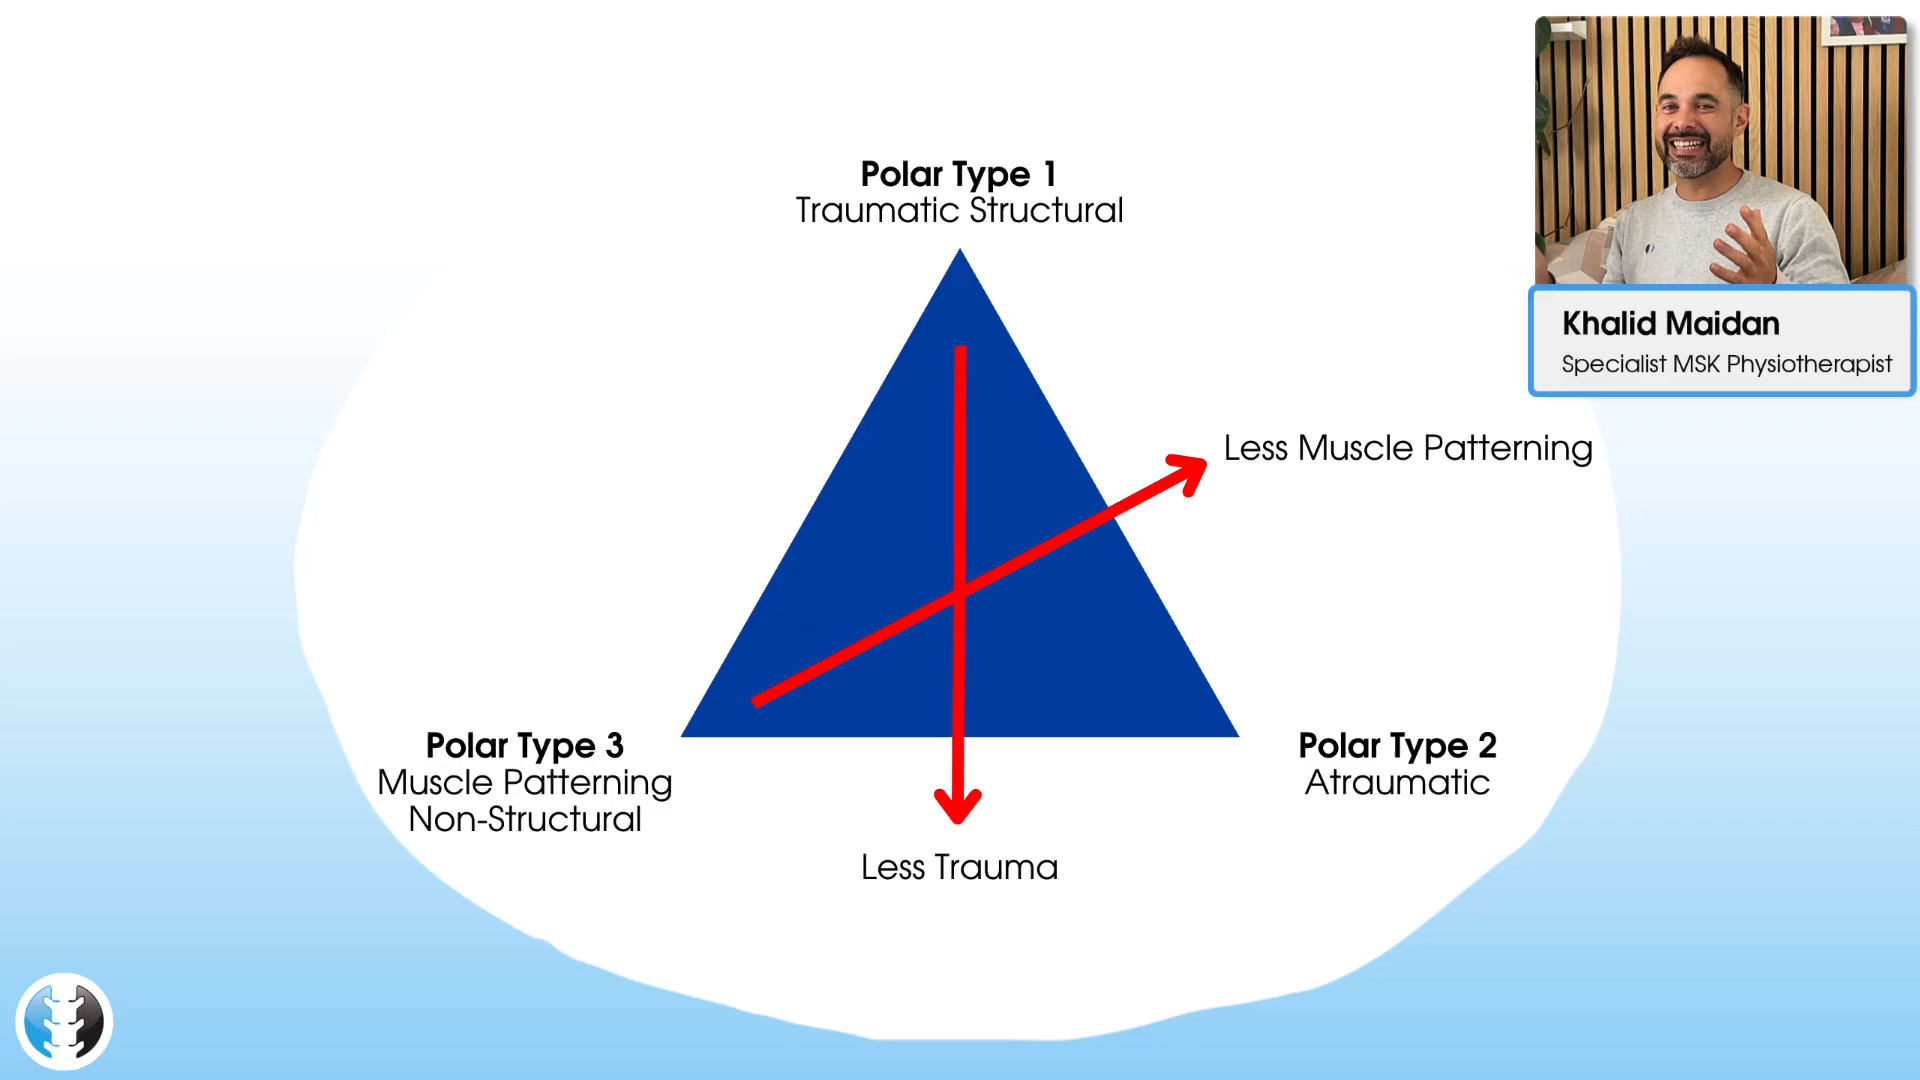 Polar Type 1
Traumatic Structural
Khalid Maidan
Specialist MSK Physiotherapist
Less Muscle Patterning
Polar Type 3
Muscle Patterning
Non-Structural
Polar Type 2
Atraumatic
Less Trauma